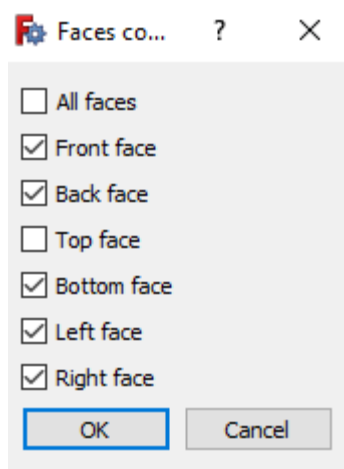 Faces co... ?
All faces
Front face
Back face
Top face
Bottom face
Left face
Right face
OK Cancel